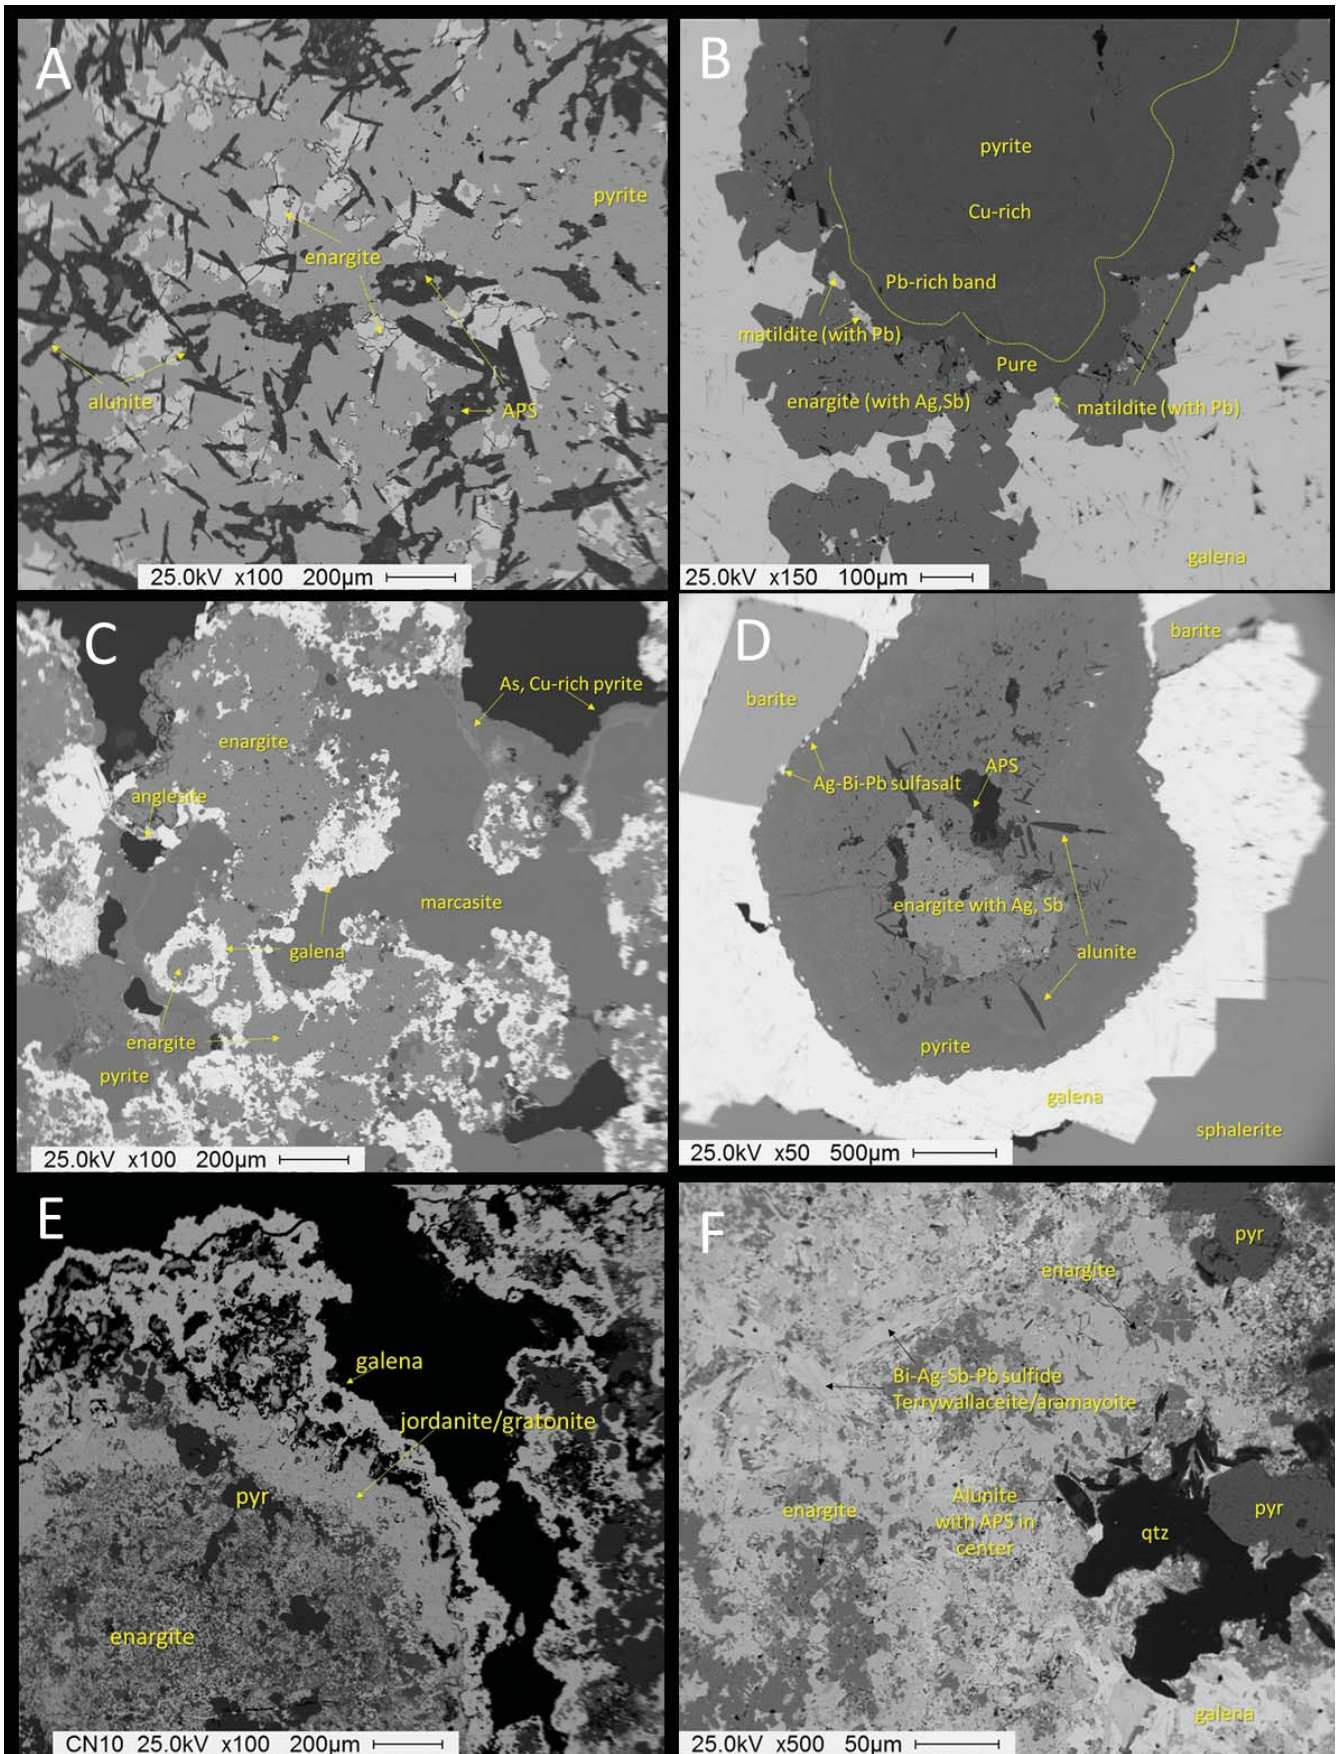 A
pyrite
enargite
alunite
APS
25.0kV x100 200µm
B
pyrite
Cu-rich
Pb-rich band
matildite (with Pb)
Pure
enargite (with Ag,Sb)
matildite (with Pb)
galena
25.0kV x150 100µm
C
As, Cu-rich pyrite
enargite
anglesite
marcasite
galena
enargite
pyrite
25.0kV x100 200µm
D
barite
barite
APS
Ag-Bi-Pb sulfasalt
enargite with Ag, Sb
alunite
pyrite
galena
sphalerite
25.0kV x50 500µm
E
galena
jordanite/gratonite
pyr
enargite
CN10 25.0kV x100 200µm
F
pyr
enargite
Bi-Ag-Sb-Pb sulfide
Terrywallaceite/aramayoite
enargite
Alunite
with APS in
center
qtz
pyr
galena
25.0kV x500 50µm